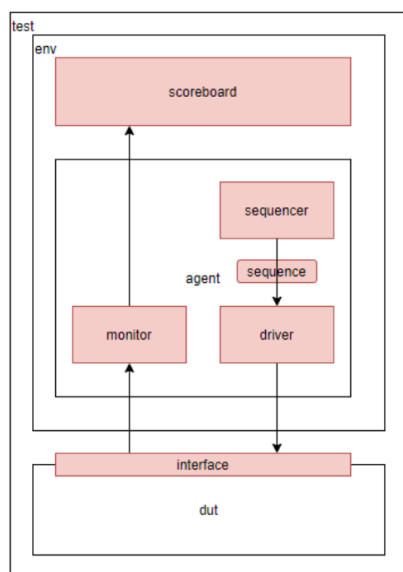 test
env
scoreboard
sequencer
sequence
agent
monitor
driver
interface
dut